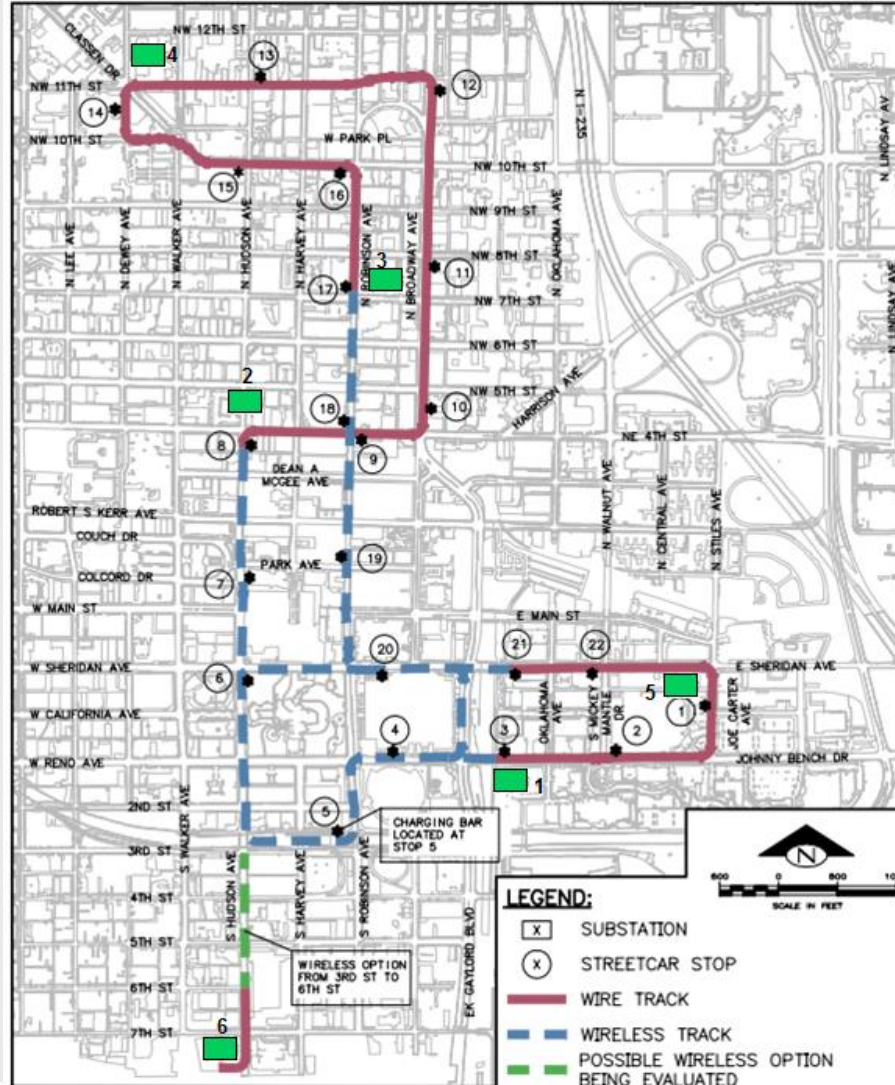 CLASSEN DR
NW 12TH ST
4
13
NW 11TH ST
12
14
NW 10TH ST
W PARK PL
N I-235
N LINDSAY AV
15
16
NW 10TH ST
N LEE AVE
N DEWEY AVE
N WALKER AVE
N HUDSON AVE
N HARVEY AVE
N ROBINSON AVE
N BROADWAY AVE
NW 9TH ST
N OKLAHOMA AVE
3
NW 8TH ST
11
17
NW 7TH ST
N LINDSAY AVE
NW 6TH ST
2
NW 5TH ST
HARRISON AVE
18
10
8
9
NE 4TH ST
DEAN A
MCGEE AVE
N WALNUT AVE
N CENTRAL AVE
N STILES AVE
ROBERT S KERR AVE
COUCH DR
PARK AVE
19
COLCORD DR
7
W MAIN ST
E MAIN ST
21
22
W SHERIDAN AVE
20
E SHERIDAN AVE
6
5
1
W CALIFORNIA AVE
OKLAHOMA
AVE
S MICKEY
MANTLE
DR
JOE CARTER
AVE
4
3
2
W RENO AVE
JOHNNY BENCH DR
1
2ND ST
S WALKER AVE
5
CHARGING BAR
LOCATED AT
STOP 5
3RD ST
S HUDSON AVE
S HARVEY AVE
S ROBINSON AVE
4TH ST
5TH ST
EK GAYLORD BLVD
WIRELESS OPTION
FROM 3RD ST TO
6TH ST
6TH ST
7TH ST
6
N
SCALE IN FEET
LEGEND:
X SUBSTATION
X STREETCAR STOP
WIRE TRACK
WIRELESS TRACK
POSSIBLE WIRELESS OPTION
BEING EVALUATED